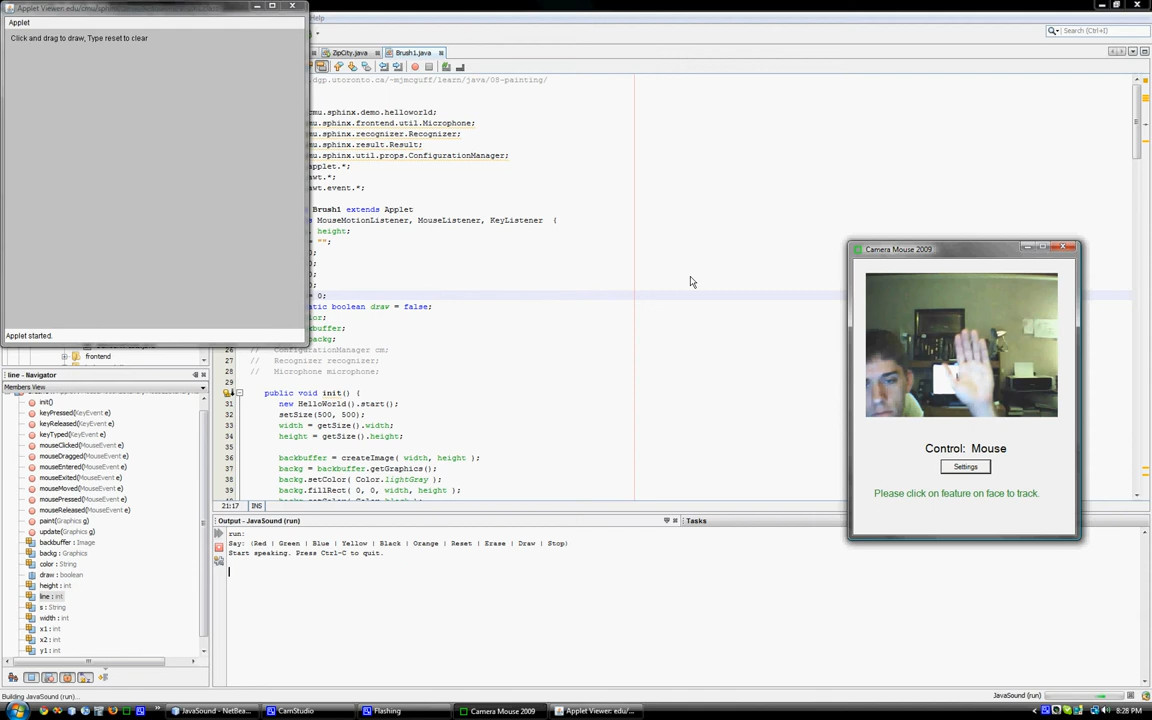 Applet Viewer: edu/cmu/sphinx
Applet
Click and drag to draw, Type reset to clear
Applet started.
Help
Search (Ctrl+I)
ZipCity.java
Brush1.java
.dgp.utoronto.ca/~mjmcguff/learn/java/08-painting/
cmu.sphinx.demo.helloworld;
mu.sphinx.frontend.util.Microphone;
mu.sphinx.recognizer.Recognizer;
mu.sphinx.result.Result;
mu.sphinx.util.props.ConfigurationManager;
applet.*;
awt.*;
awt.event.*;
Brush1 extends Applet
MouseMotionListener, MouseListener, KeyListener {
, height;
= "";
0;
0;
0;
0;
= 0;
tatic boolean draw = false;
olor;
ackbuffer;
backg;
26 // ConfigurationManager cm;
27 // Recognizer recognizer;
28 // Microphone microphone;
29
public void init() {
31 new HelloWorld().start();
32 setSize(500, 500);
33 width = getSize().width;
34 height = getSize().height;
35
36 backbuffer = createImage( width, height );
37 backg = backbuffer.getGraphics();
38 backg.setColor( Color.lightGray );
39 backg.fillRect( 0, 0, width, height );
21:17 INS
frontend
line - Navigator
Members View
init()
keyPressed(KeyEvent e)
keyReleased(KeyEvent e)
keyTyped(KeyEvent e)
mouseClicked(MouseEvent e)
mouseDragged(MouseEvent e)
mouseEntered(MouseEvent e)
mouseExited(MouseEvent e)
mouseMoved(MouseEvent e)
mousePressed(MouseEvent e)
mouseReleased(MouseEvent e)
paint(Graphics g)
update(Graphics g)
backbuffer : Image
backg : Graphics
color : String
draw : boolean
height : int
line : int
s : String
width : int
x1 : int
x2 : int
y1 : int
Output - JavaSound (run)
Tasks
run:
Say: (Red | Green | Blue | Yellow | Black | Orange | Reset | Erase | Draw | Stop)
Start speaking. Press Ctrl-C to quit.
Camera Mouse 2009
Control: Mouse
Settings
Please click on feature on face to track.
Building JavaSound (run)...
JavaSound (run)
JavaSound - NetBea...
CamStudio
Flashing
Camera Mouse 2009
Applet Viewer: edu/...
8:28 PM